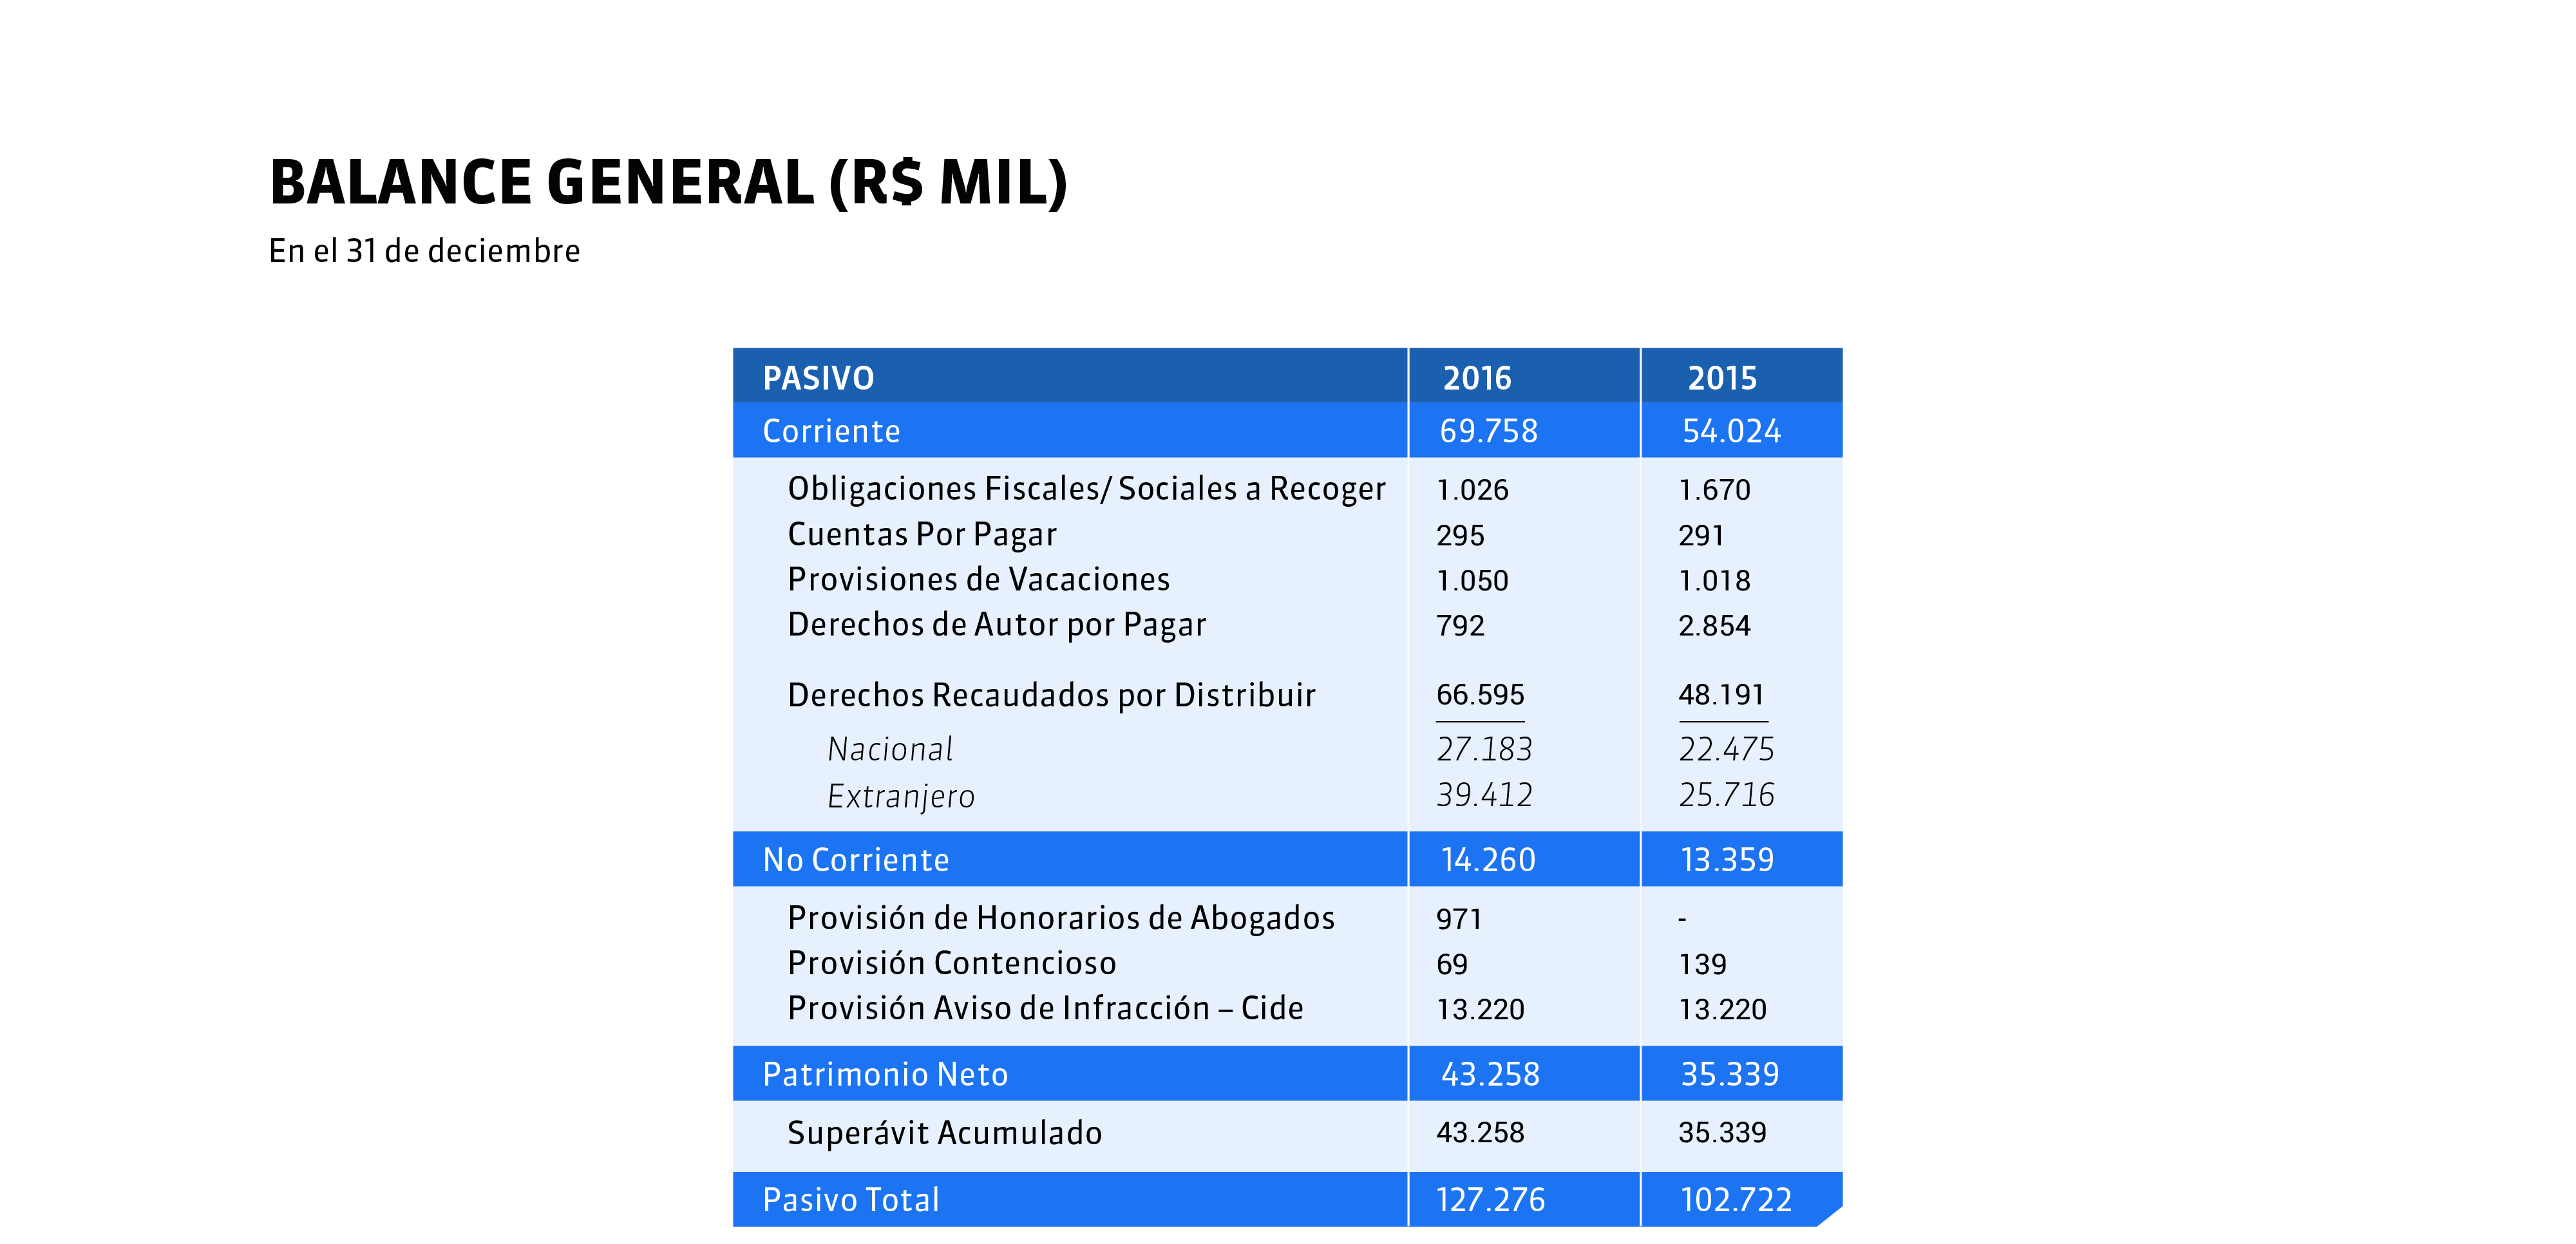 BALANCE GENERAL (R$ MIL)
En el 31 de deciembre
PASIVO 2016 2015
Corriente 69.758 54.024
Obligaciones Fiscales/ Sociales a Recoger 1.026 1.670
Cuentas Por Pagar 295 291
Provisiones de Vacaciones 1.050 1.018
Derechos de Autor por Pagar 792 2.854
Derechos Recaudados por Distribuir 66.595 48.191
Nacional 27.183 22.475
Extranjero 39.412 25.716
No Corriente 14.260 13.359
Provisión de Honorarios de Abogados 971 -
Provisión Contencioso 69 139
Provisión Aviso de Infracción – Cide 13.220 13.220
Patrimonio Neto 43.258 35.339
Superávit Acumulado 43.258 35.339
Pasivo Total 127.276 102.722